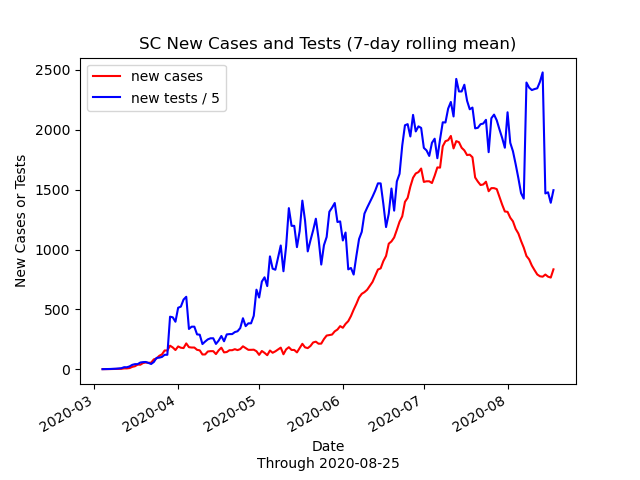 SC New Cases and Tests (7-day rolling mean)
new cases
new tests / 5
2500
2000
1500
1000
500
0
New Cases or Tests
2020-03
2020-04
2020-05
2020-06
2020-07
2020-08
Date
Through 2020-08-25